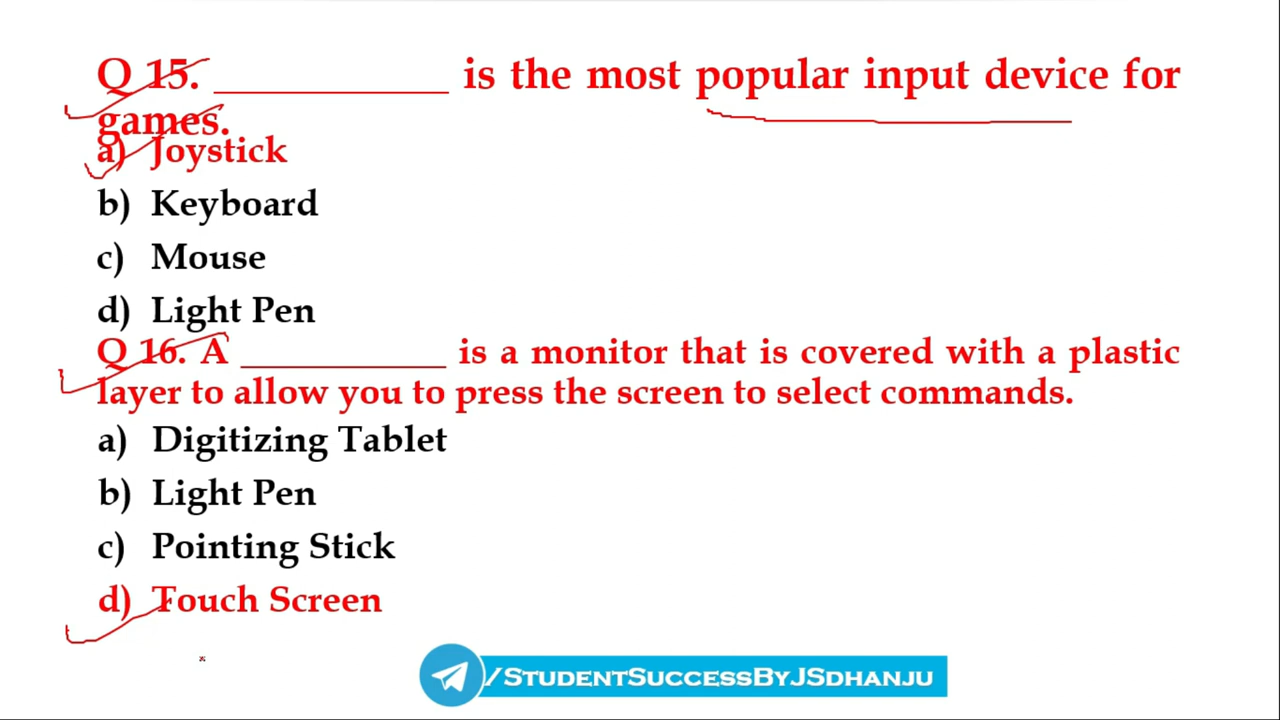 Q 15. ____________ is the most popular input device for
games.
a) Joystick
b) Keyboard
c) Mouse
d) Light Pen
Q 16. A ___________ is a monitor that is covered with a plastic
layer to allow you to press the screen to select commands.
a) Digitizing Tablet
b) Light Pen
c) Pointing Stick
d) Touch Screen
/StudentSuccessByJSdhanju